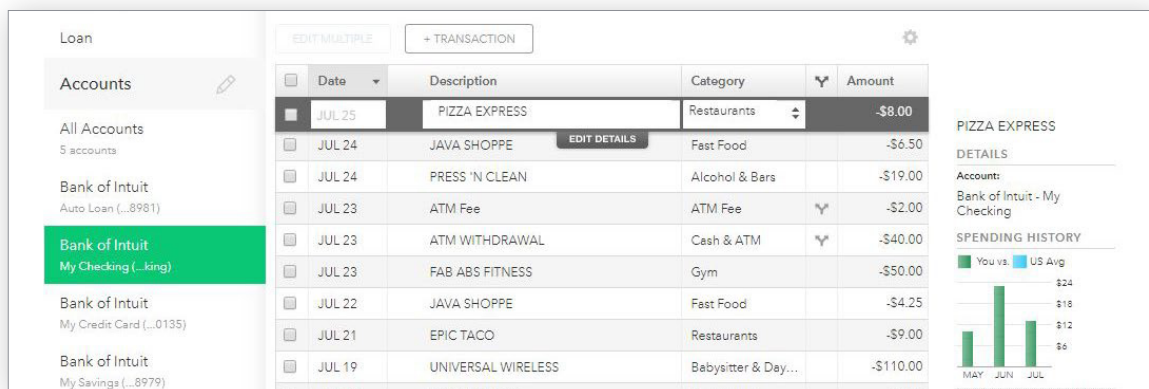 Loan
Accounts
All Accounts
5 accounts
Bank of Intuit
Auto Loan (...8981)
Bank of Intuit
My Checking (...king)
Bank of Intuit
My Credit Card (...0135)
Bank of Intuit
My Savings (...8979)
EDIT MULTIPLE + TRANSACTION
Date Description Category Amount
JUL 25 PIZZA EXPRESS Restaurants -$8.00
EDIT DETAILS
JUL 24 JAVA SHOPPE Fast Food -$6.50
JUL 24 PRESS 'N CLEAN Alcohol & Bars -$19.00
JUL 23 ATM Fee ATM Fee -$2.00
JUL 23 ATM WITHDRAWAL Cash & ATM -$40.00
JUL 23 FAB ABS FITNESS Gym -$50.00
JUL 22 JAVA SHOPPE Fast Food -$4.25
JUL 21 EPIC TACO Restaurants -$9.00
JUL 19 UNIVERSAL WIRELESS Babysitter & Day... -$110.00
PIZZA EXPRESS
DETAILS
Account:
Bank of Intuit - My
Checking
SPENDING HISTORY
You vs. US Avg
$24
$18
$12
$6
MAY JUN JUL